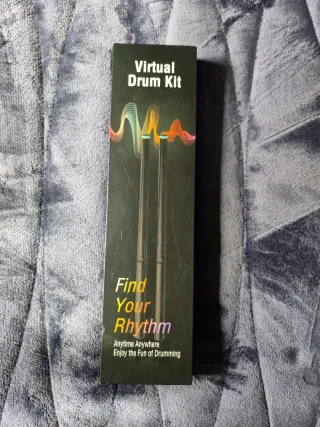 Virtual
Drum Kit
Find
Your
Rhythm
Anytime Anywhere
Enjoy the Fun of Drumming